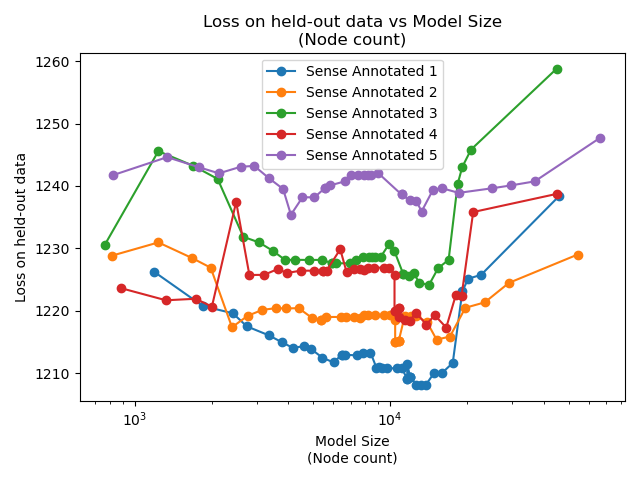 Loss on held-out data vs Model Size
(Node count)
Sense Annotated 1
Sense Annotated 2
Sense Annotated 3
Sense Annotated 4
Sense Annotated 5
Loss on held-out data
1260
1250
1240
1230
1220
1210
10³
10⁴
Model Size
(Node count)